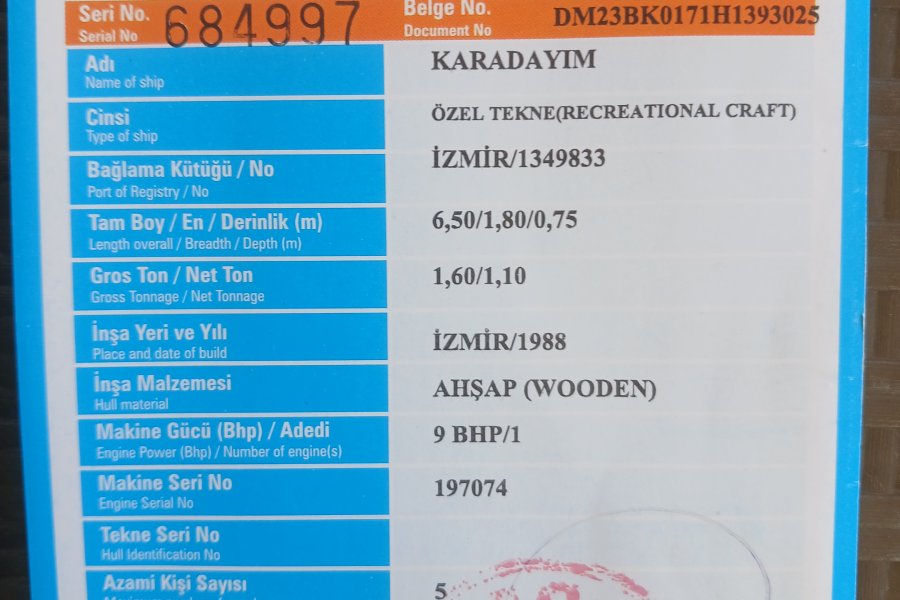 Seri No. 684997 Belge No. DM23BK0171H1393025
Serial No Document No
Adı KARADAYIM
Name of ship
Cinsi ÖZEL TEKNE(RECREATIONAL CRAFT)
Type of ship
Bağlama Kütüğü / No İZMİR/1349833
Port of Registry / No
Tam Boy / En / Derinlik (m) 6,50/1,80/0,75
Length overall / Breadth / Depth (m)
Gros Ton / Net Ton 1,60/1,10
Gross Tonnage / Net Tonnage
İnşa Yeri ve Yılı İZMİR/1988
Place and date of build
İnşa Malzemesi AHŞAP (WOODEN)
Hull material
Makine Gücü (Bhp) / Adedi 9 BHP/1
Engine Power (Bhp) / Number of engine(s)
Makine Seri No 197074
Engine Serial No
Tekne Seri No
Hull Identification No
Azami Kişi Sayısı 5